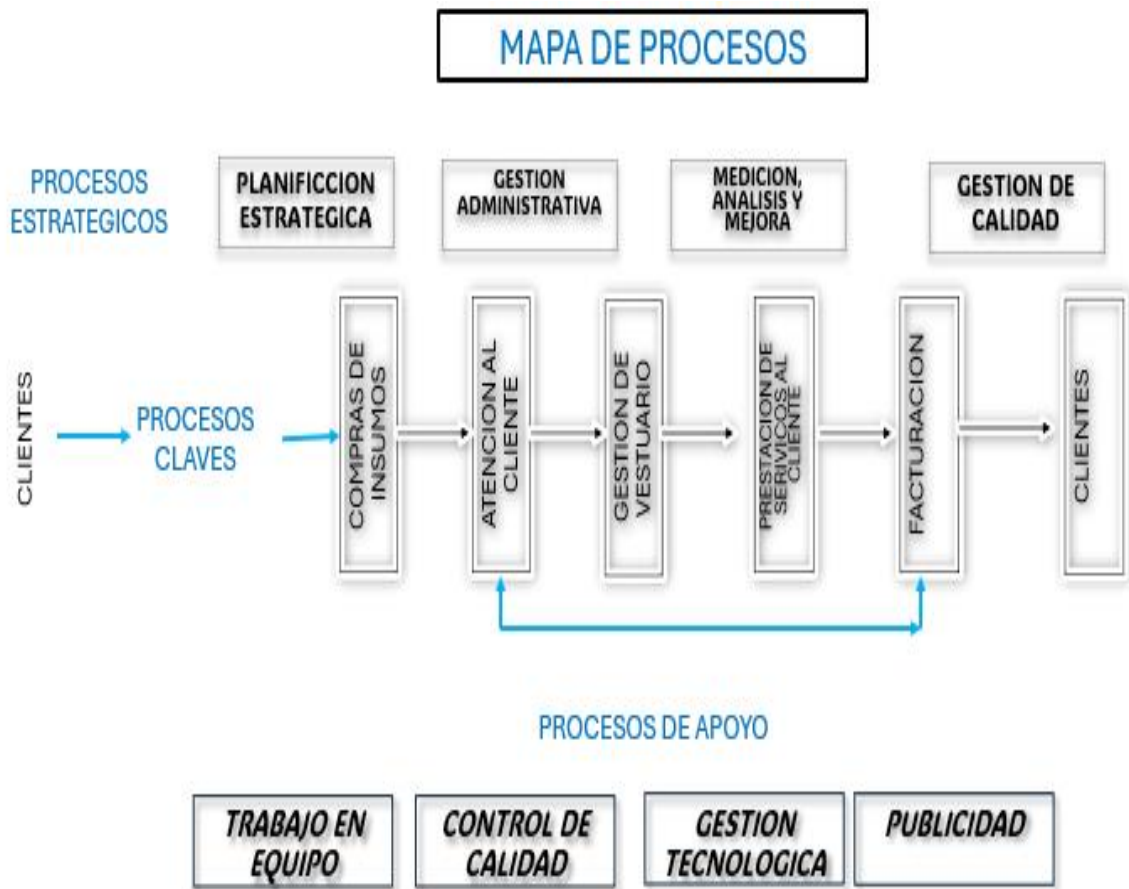 MAPA DE PROCESOS
PROCESOS
ESTRATEGICOS
PLANIFICCION
ESTRATEGICA
GESTION
ADMINISTRATIVA
MEDICION,
ANALISIS Y
MEJORA
GESTION DE
CALIDAD
CLIENTES
PROCESOS
CLAVES
COMPRAS DE
INSUMOS
ATENCION AL
CLIENTE
GESTION DE
VESTUARIO
PRESTACION DE
SERIVICOS AL
CLIENTE
FACTURACION
CLIENTES
PROCESOS DE APOYO
TRABAJO EN
EQUIPO
CONTROL DE
CALIDAD
GESTION
TECNOLOGICA
PUBLICIDAD